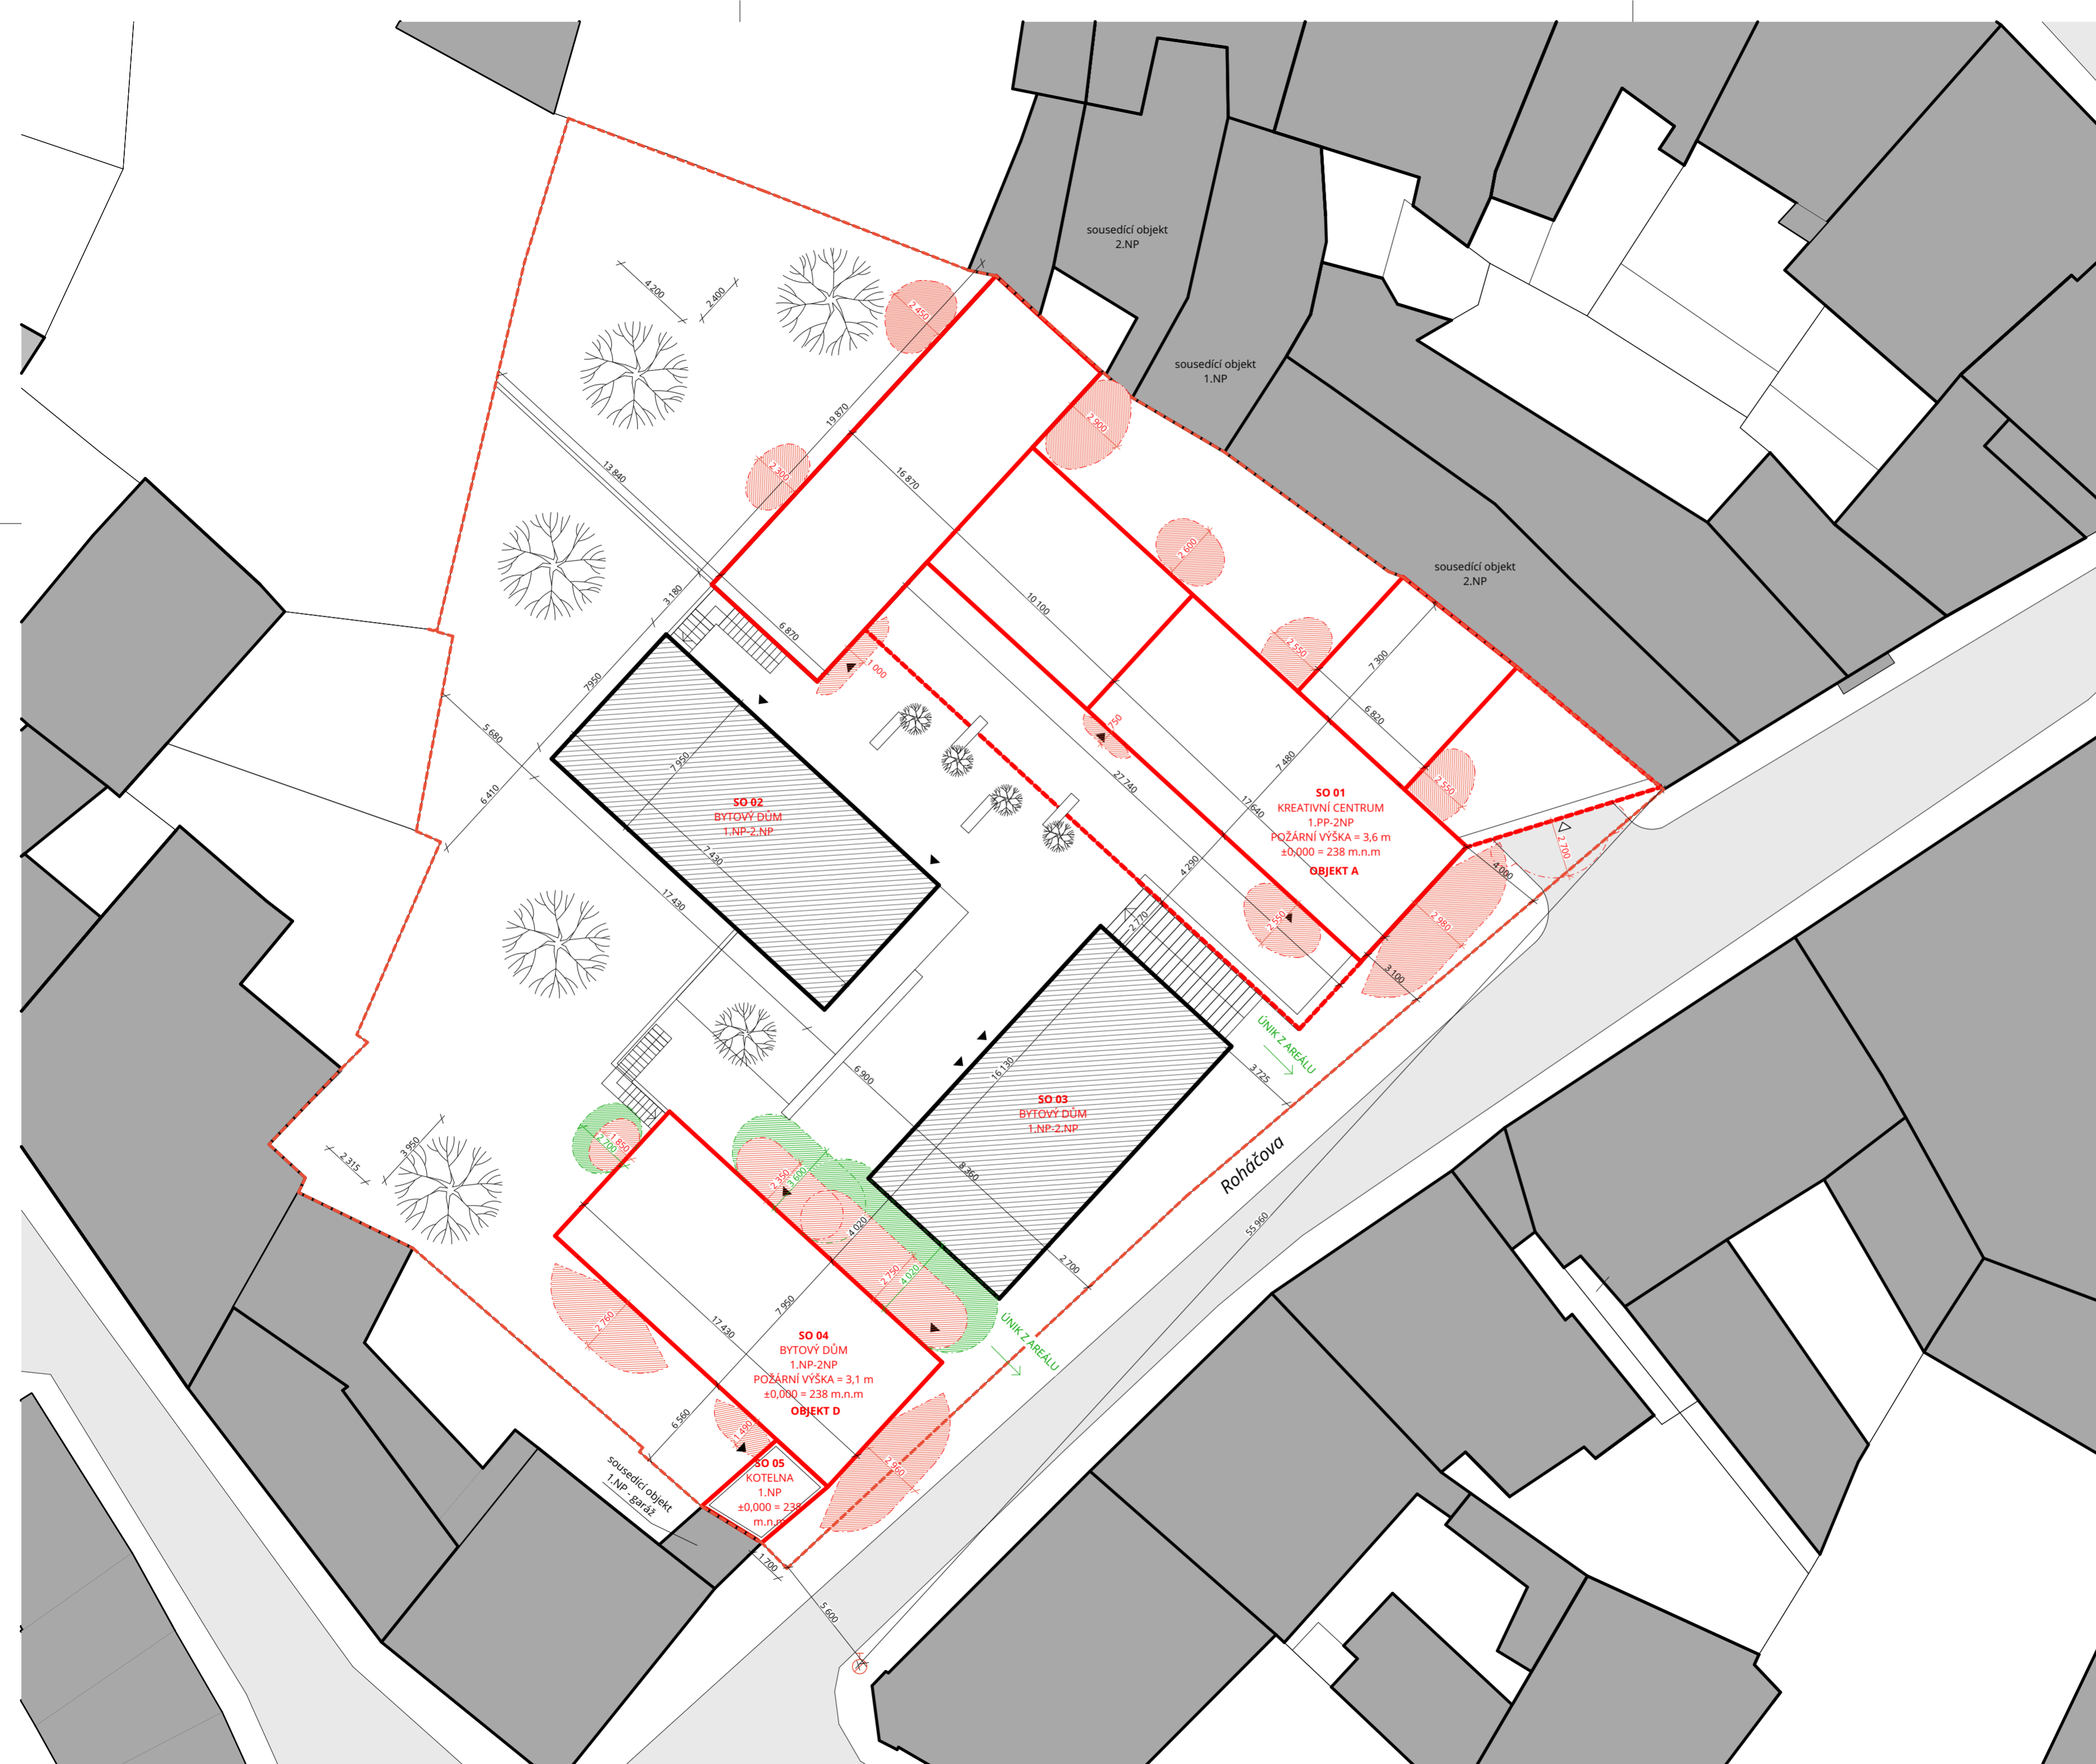 sousedící objekt
2.NP
sousedící objekt
1.NP
sousedící objekt
2.NP
4 200
2 400
2 450
19 870
13 840
2 300
16 870
2 900
2 600
10 100
3 180
6 870
1 000
7950
5 680
6 410
7 950
7 430
17 430
SO 02
BYTOVÝ DŮM
1.NP-2.NP
2 550
7 300
6 820
2 550
7 480
17 640
27 740
750
4 290
2 770
2 550
2 980
4 000
2 700
3 100
SO 01
KREATIVNÍ CENTRUM
1.PP-2NP
POŽÁRNÍ VÝŠKA = 3,6 m
±0,000 = 238 m.n.m
OBJEKT A
ÚNIK Z AREÁLU
3 725
16 130
6 900
8 360
2 700
SO 03
BYTOVÝ DŮM
1.NP-2.NP
Roháčova
55 960
3 950
2 315
1 850
2 700
2 350
3 600
4 020
2 750
4 020
ÚNIK Z AREÁLU
2 760
17 430
7 950
6 560
1 490
2 960
SO 04
BYTOVÝ DŮM
1.NP-2NP
POŽÁRNÍ VÝŠKA = 3,1 m
±0,000 = 238 m.n.m
OBJEKT D
SO 05
KOTELNA
1.NP
±0,000 = 238
m.n.m
sousedící objekt
1.NP - garáž
1 700
5 600